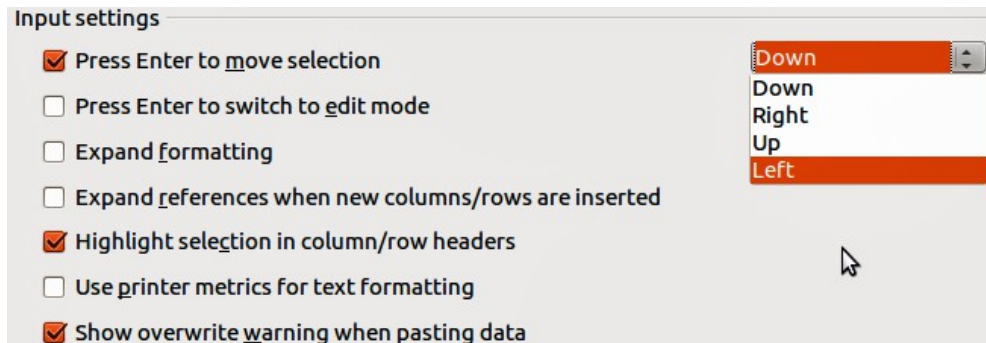 Input settings
Press Enter to move selection
Down
Down
Right
Up
Left
Press Enter to switch to edit mode
Expand formatting
Expand references when new columns/rows are inserted
Highlight selection in column/row headers
Use printer metrics for text formatting
Show overwrite warning when pasting data